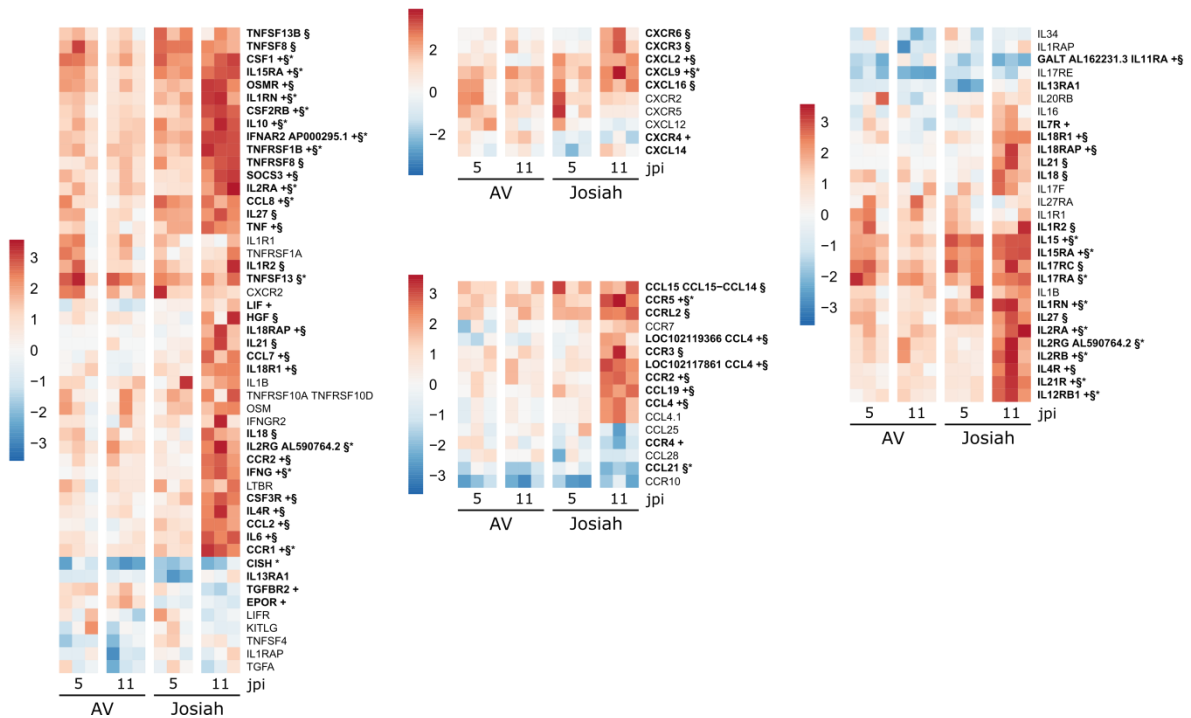 TNFSF13B §
TNFSF8 §
CSF1 +§*
IL15RA +§*
OSMR +§
IL1RN +§*
CSF2RB +§*
IL10 +§*
IFNAR2 AP000295.1 +§*
TNFRSF1B +§*
TNFRSF8 §
SOCS3 +§
IL2RA +§*
CCL8 +§*
IL27 §
TNF +§
IL1R1
TNFRSF1A
IL1R2 §
TNFSF13 §*
CXCR2
LIF +
HGF §
IL18RAP +§
IL21 §
CCL7 +§
IL18R1 +§
IL1B
TNFRSF10A TNFRSF10D
OSM
IFNGR2
IL18 §
IL2RG AL590764.2 §*
CCR2 +§
IFNG +§*
LTBR
CSF3R +§
IL4R +§
CCL2 +§
IL6 +§
CCR1 +§*
CISH *
IL13RA1
TGFBR2 +
EPOR +
LIFR
KITLG
TNFSF4
IL1RAP
TGFA
3
2
1
0
−1
−2
−3
5 11 5 11 jpi
AV Josiah
2
0
−2
CXCR6 §
CXCR3 §
CXCL2 +§
CXCL9 +§*
CXCL16 §
CXCR2
CXCR5
CXCL12
CXCR4 +
CXCL14
5 11 5 11 jpi
AV Josiah
3
2
1
0
−1
−2
−3
CCL15 CCL15−CCL14 §
CCR5 +§*
CCRL2 §
CCR7
LOC102119366 CCL4 +§
CCR3 §
LOC102117861 CCL4 +§
CCR2 +§
CCL19 +§
CCL4 +§
CCL4.1
CCL25
CCR4 +
CCL28
CCL21 §*
CCR10
5 11 5 11 jpi
AV Josiah
3
2
1
0
−1
−2
−3
IL34
IL1RAP
GALT AL162231.3 IL11RA +§
IL17RE
IL13RA1
IL20RB
IL16
IL7R +
IL18R1 +§
IL18RAP +§
IL21 §
IL18 §
IL17F
IL27RA
IL1R1
IL1R2 §
IL15 +§*
IL15RA +§*
IL17RC §
IL17RA §*
IL1B
IL1RN +§*
IL27 §
IL2RA +§*
IL2RG AL590764.2 §*
IL2RB +§*
IL4R +§
IL21R +§*
IL12RB1 +§*
5 11 5 11 jpi
AV Josiah